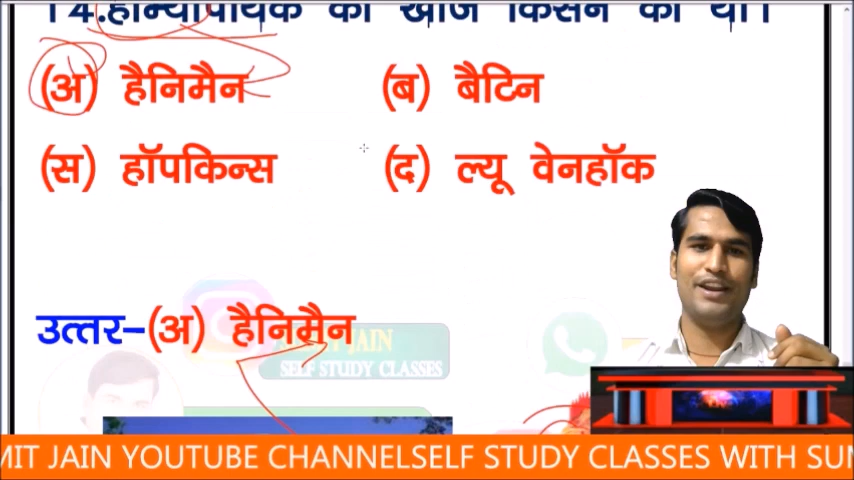 14.होम्योपैथिक की खोज किसने की थी।
(अ) हैनिमैन
(ब) बैटिन
(स) हॉपकिन्स
(द) ल्यू वेनहॉक
उत्तर–(अ) हैनिमैन
JAIN
SELF STUDY CLASSES
MIT JAIN YOUTUBE CHANNELSELF STUDY CLASSES WITH SUM